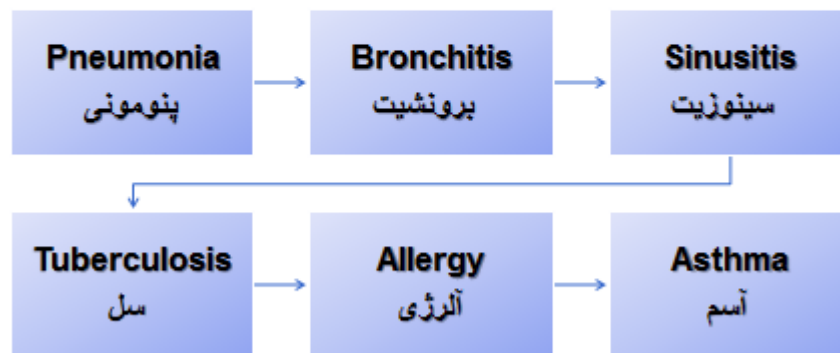 Pneumonia
پنومونی
Bronchitis
برونشیت
Sinusitis
سینوزیت
Tuberculosis
سل
Allergy
آلرژی
Asthma
آسم